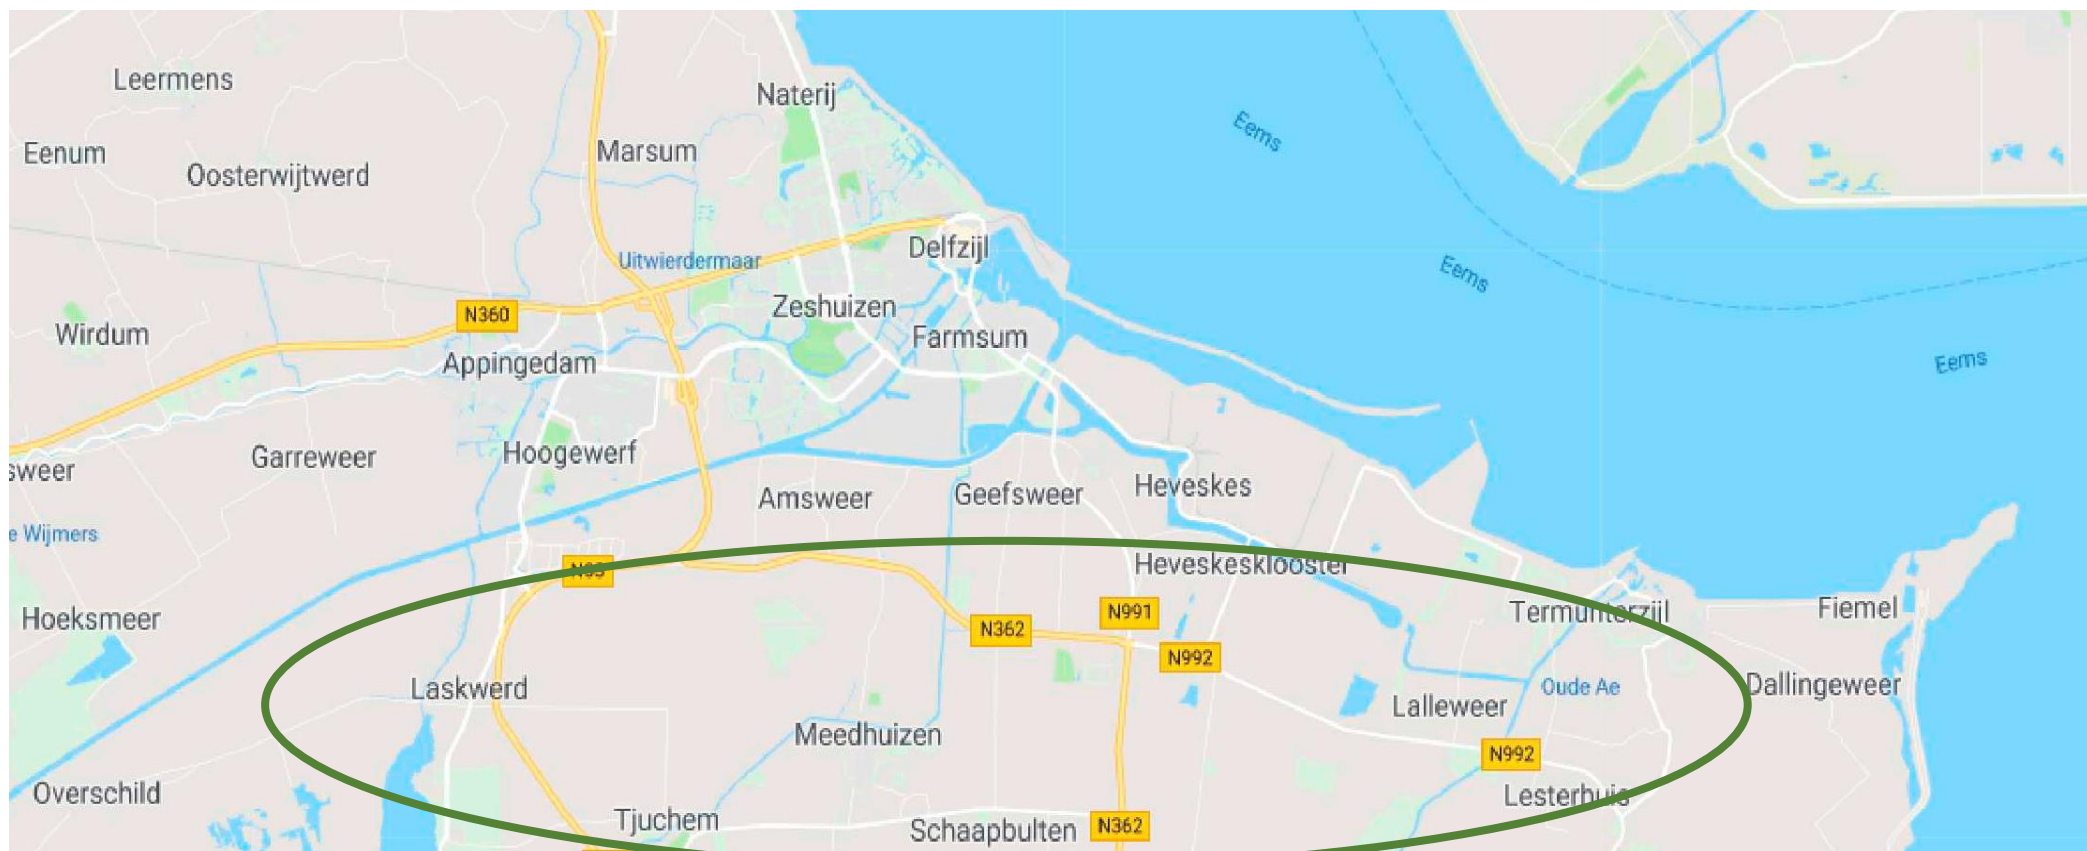 Leermens
Naterij
Eems
Eenum
Oosterwijtwerd
Marsum
Delfzijl
Uitwierdermaar
Eems
Zeshuizen
N360
Wirdum
Farmsum
Appingedam
Eems
Garreweer
Hoogewerf
sweer
Amsweer
Geefsweer
Heveskes
e Wijmers
Heveskesklooster
Hoeksmeer
N362
N991
Termunterzijl
Fiemel
N992
Laskwerd
Oude Ae
Dallingeweer
Lalleweer
Meedhuizen
N992
Overschild
Lesterhuis
Tjuchem
Schaapbulten
N362